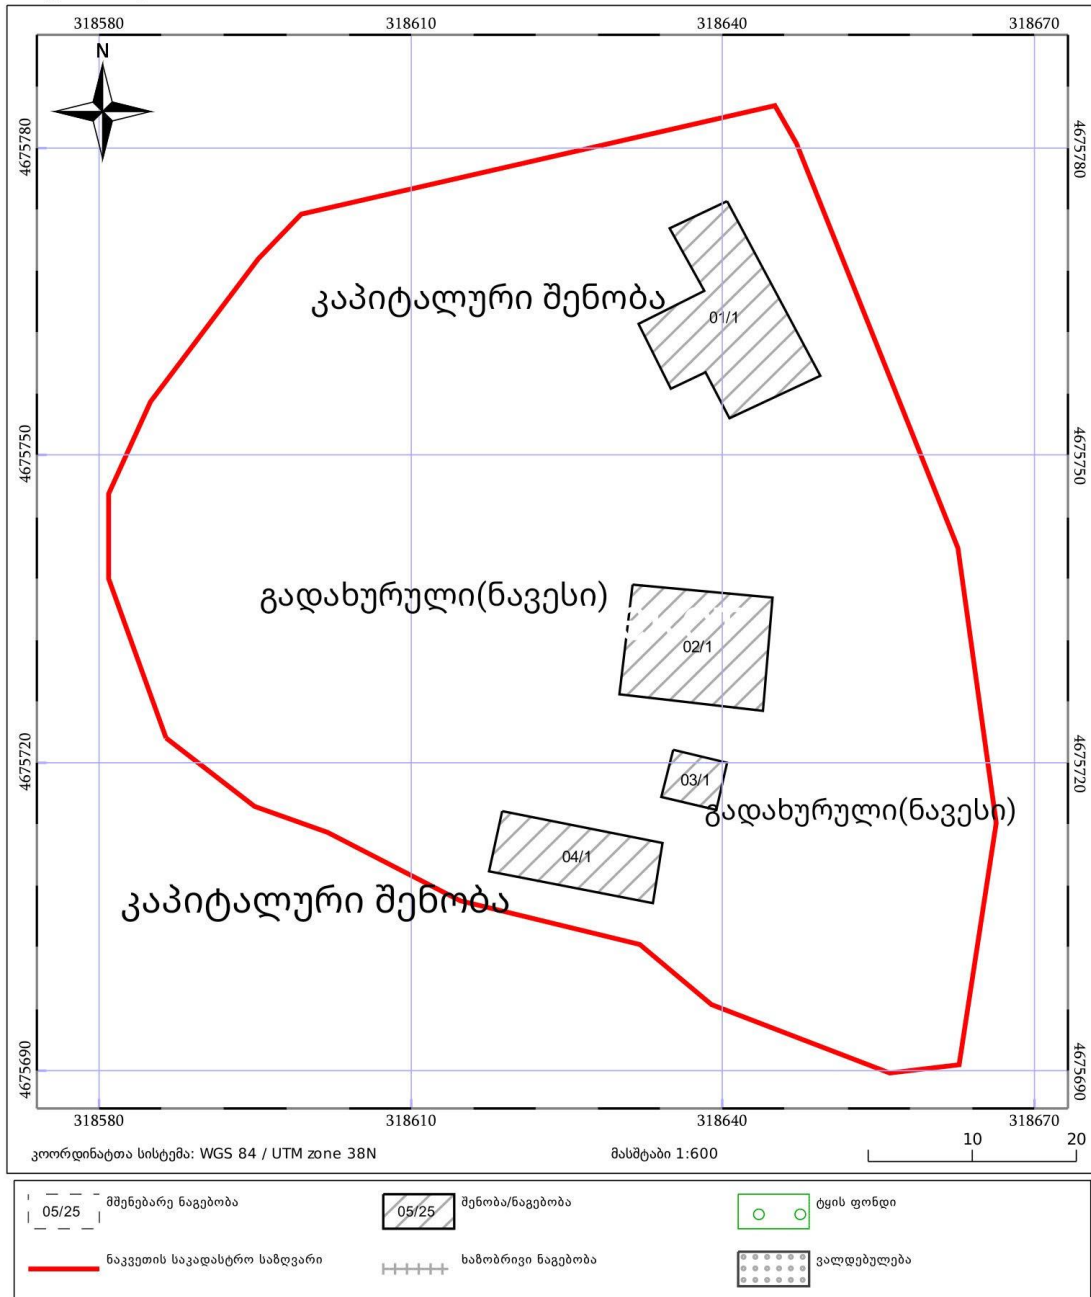 318580 318610 318640 318670
N
4675780 4675780
კაპიტალური შენობა
01/1
4675750 4675750
გადახურული(ნავესი)
02/1
4675720 4675720
03/1
გადახურული(ნავესი)
04/1
კაპიტალური შენობა
4675690 4675690
318580 318610 318640 318670
კოორდინატთა სისტემა: WGS 84 / UTM zone 38N მასშტაბი 1:600 10 20
05/25 მშენებარე ნაგებობა 05/25 შენობა/ნაგებობა ტყის ფონდი
ნაკვეთის საკადასტრო საზღვარი ხაზობრივი ნაგებობა ვალდებულება